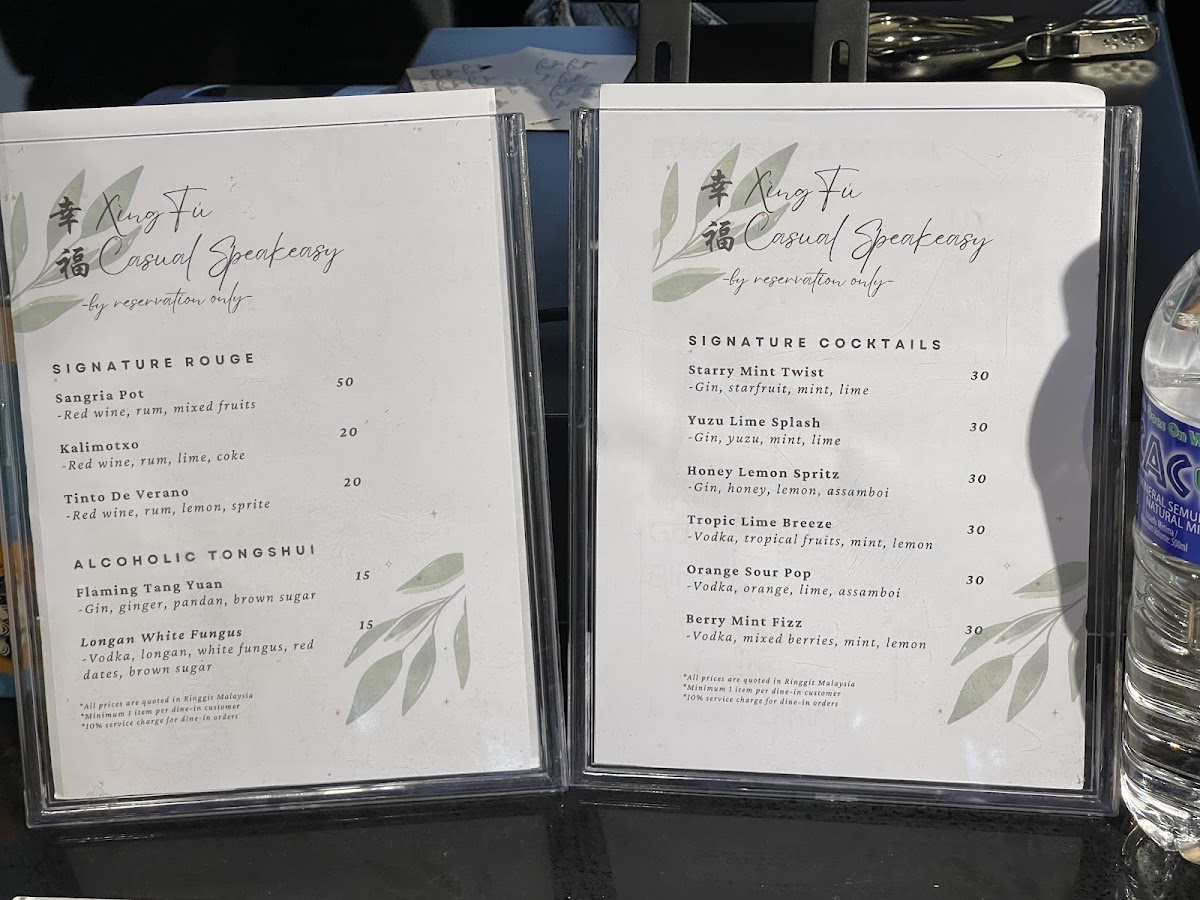 幸 Xing Fú
福 Casual Speakeasy
-by reservation only-
SIGNATURE ROUGE
Sangria Pot 50
-Red wine, rum, mixed fruits
Kalimotxo 20
-Red wine, rum, lime, coke
Tinto De Verano 20
-Red wine, rum, lemon, sprite
ALCOHOLIC TONGSHUI
Flaming Tang Yuan 15
-Gin, ginger, pandan, brown sugar
Longan White Fungus 15
-Vodka, longan, white fungus, red
dates, brown sugar
*All prices are quoted in Ringgit Malaysia
*Minimum 1 item per dine-in customer
*10% service charge for dine-in orders
幸 Xing Fú
福 Casual Speakeasy
-by reservation only-
SIGNATURE COCKTAILS
Starry Mint Twist 30
-Gin, starfruit, mint, lime
Yuzu Lime Splash 30
-Gin, yuzu, mint, lime
Honey Lemon Spritz 30
-Gin, honey, lemon, assamboi
Tropic Lime Breeze 30
-Vodka, tropical fruits, mint, lemon
Orange Sour Pop 30
-Vodka, orange, lime, assamboi
Berry Mint Fizz 30
-Vodka, mixed berries, mint, lemon
*All prices are quoted in Ringgit Malaysia
*Minimum 1 item per dine-in customer
*10% service charge for dine-in orders
NATURAL
500ml